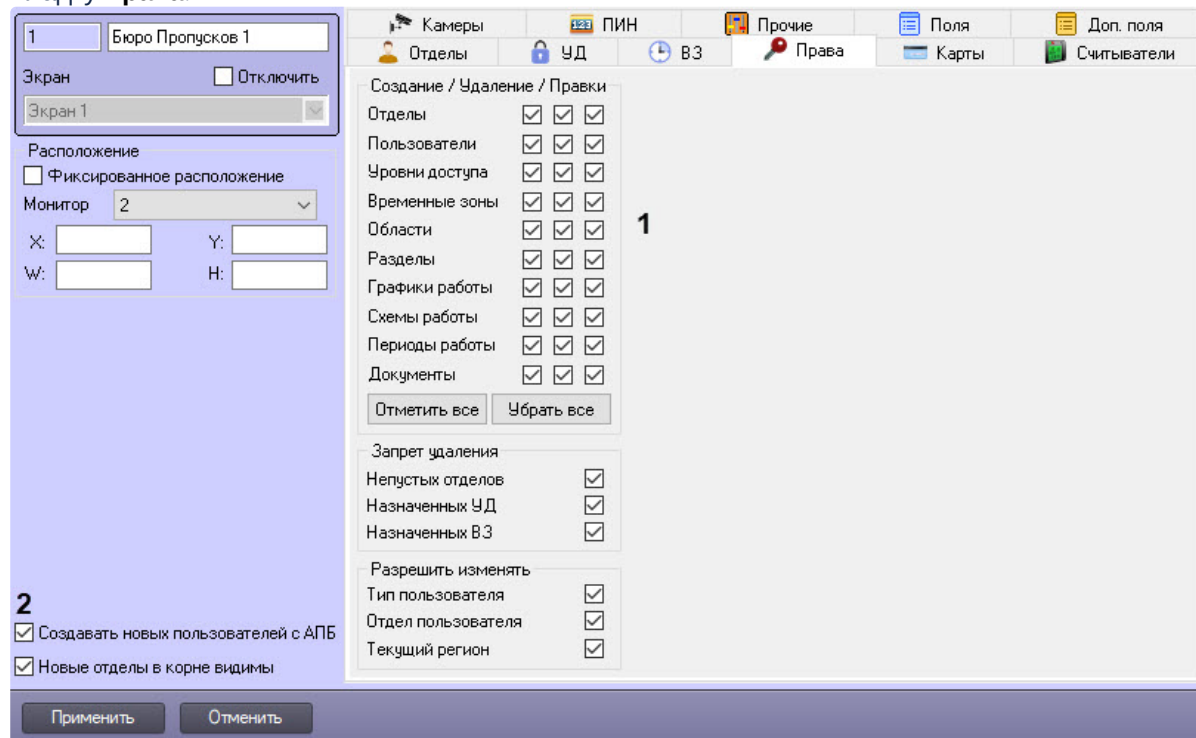 1 Бюро Пропусков 1
Экран Отключить
Экран 1
Расположение
Фиксированное расположение
Монитор 2
X: Y:
W: H:
2
Создавать новых пользователей с АПБ
Новые отделы в корне видимы
Камеры ПИН Прочие Поля Доп. поля
Отделы УД ВЗ Права Карты Считыватели
Создание / Удаление / Правки
Отделы
Пользователи
Уровни доступа
Временные зоны
Области
1
Разделы
Графики работы
Схемы работы
Периоды работы
Документы
Отметить все Убрать все
Запрет удаления
Непустых отделов
Назначенных УД
Назначенных ВЗ
Разрешить изменять
Тип пользователя
Отдел пользователя
Текущий регион
Применить Отменить